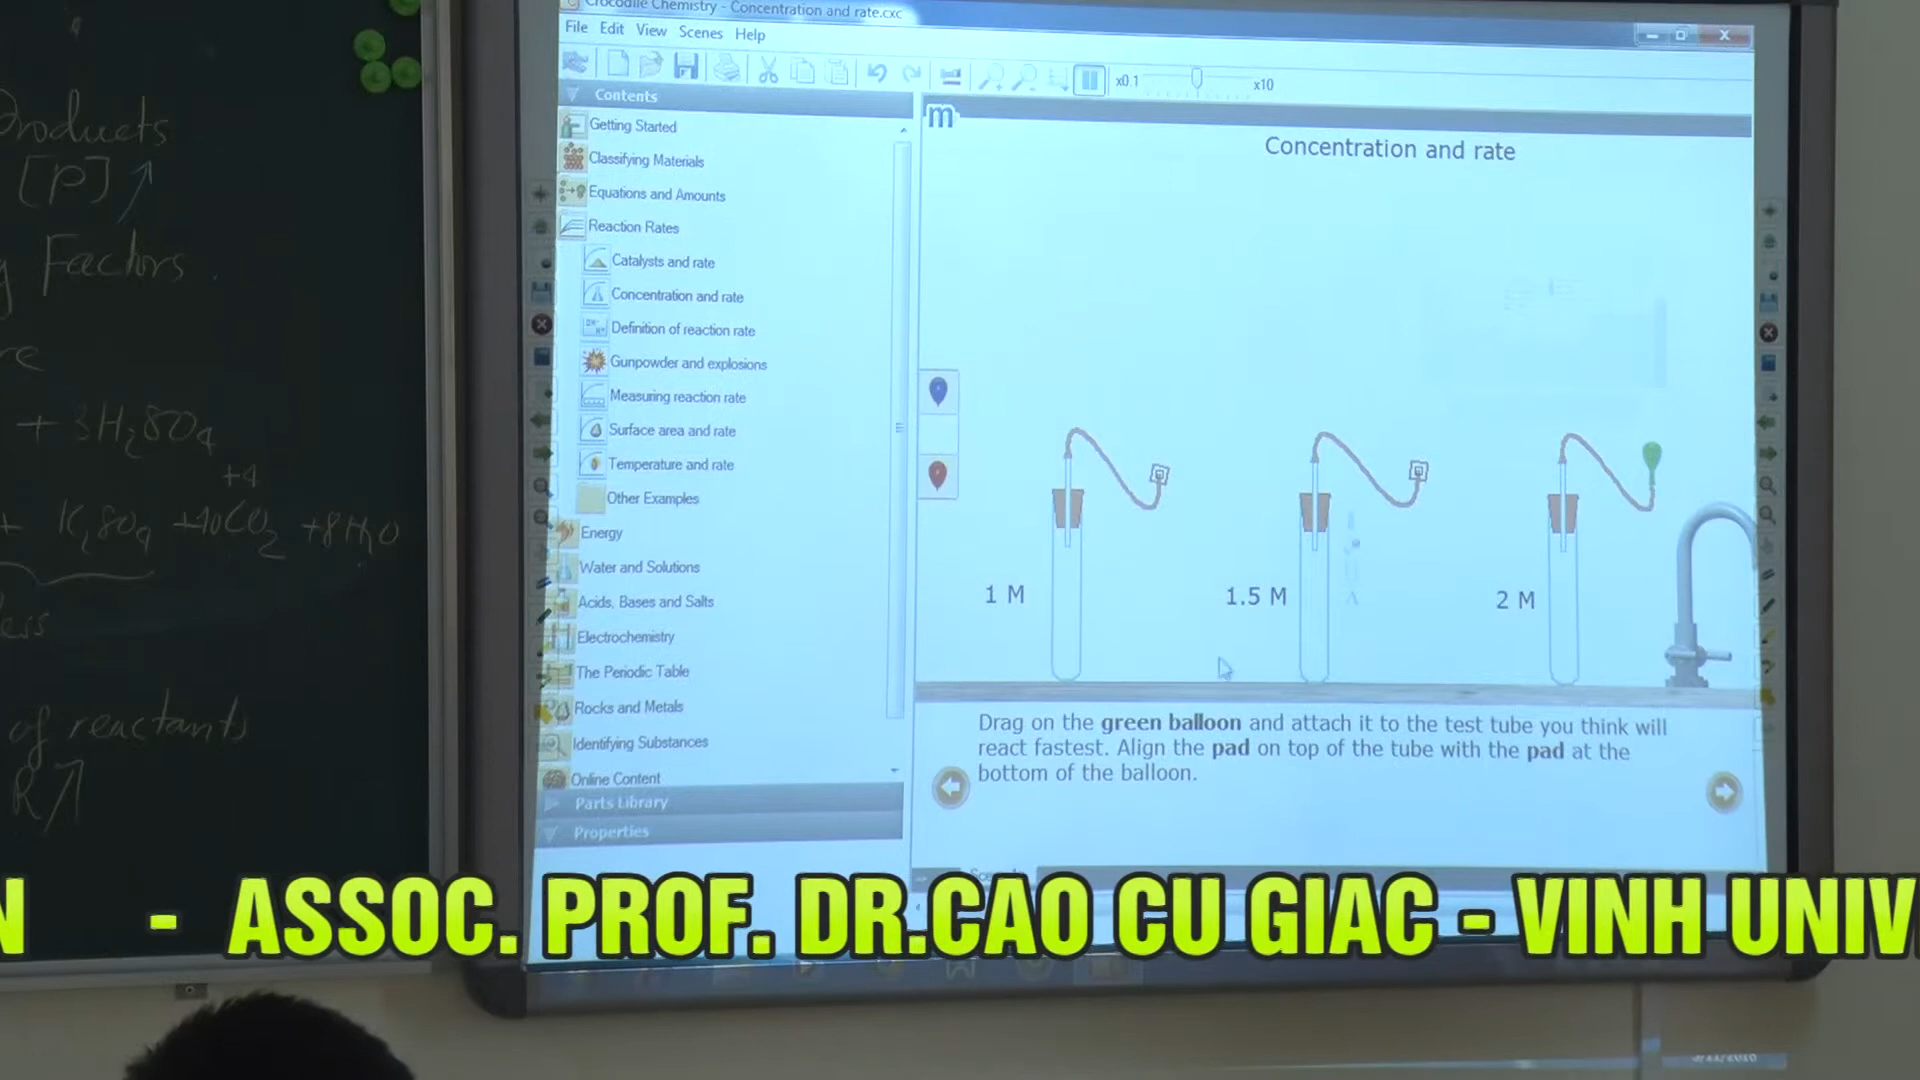 Products
[P] ↑
Factors.
+ 3H2SO4
+4
+ K2SO4 + 10CO2 + 8H2O
of reactants
R ↑
Crocodile Chemistry - Concentration and rate.cxc
File Edit View Scenes Help
x0.1 x10
Contents
Getting Started
Classifying Materials
Equations and Amounts
Reaction Rates
Catalysts and rate
Concentration and rate
Definition of reaction rate
Gunpowder and explosions
Measuring reaction rate
Surface area and rate
Temperature and rate
Other Examples
Energy
Water and Solutions
Acids, Bases and Salts
Electrochemistry
The Periodic Table
Rocks and Metals
Identifying Substances
Online Content
Parts Library
Properties
m
Concentration and rate
1 M
1.5 M
2 M
Drag on the green balloon and attach it to the test tube you think will
react fastest. Align the pad on top of the tube with the pad at the
bottom of the balloon.
N - ASSOC. PROF. DR.CAO CU GIAC - VINH UNIV